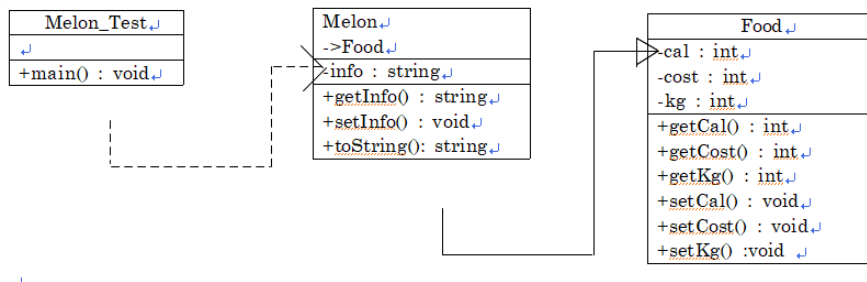 Melon_Test
+main() : void
Melon
->Food
-info : string
+getInfo() : string
+setInfo() : void
+toString(): string
Food
-cal : int
-cost : int
-kg : int
+getCal() : int
+getCost() : int
+getKg() : int
+setCal() : void
+setCost() : void
+setKg() :void